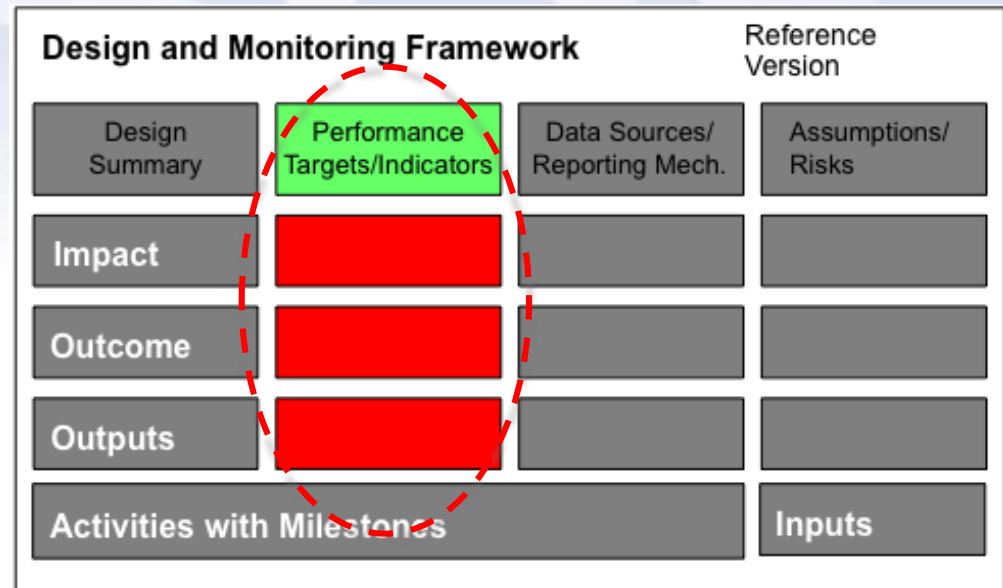 Design and Monitoring Framework
Reference
Version
Design
Summary
Performance
Targets/Indicators
Data Sources/
Reporting Mech.
Assumptions/
Risks
Impact
Outcome
Outputs
Activities with Milestones
Inputs